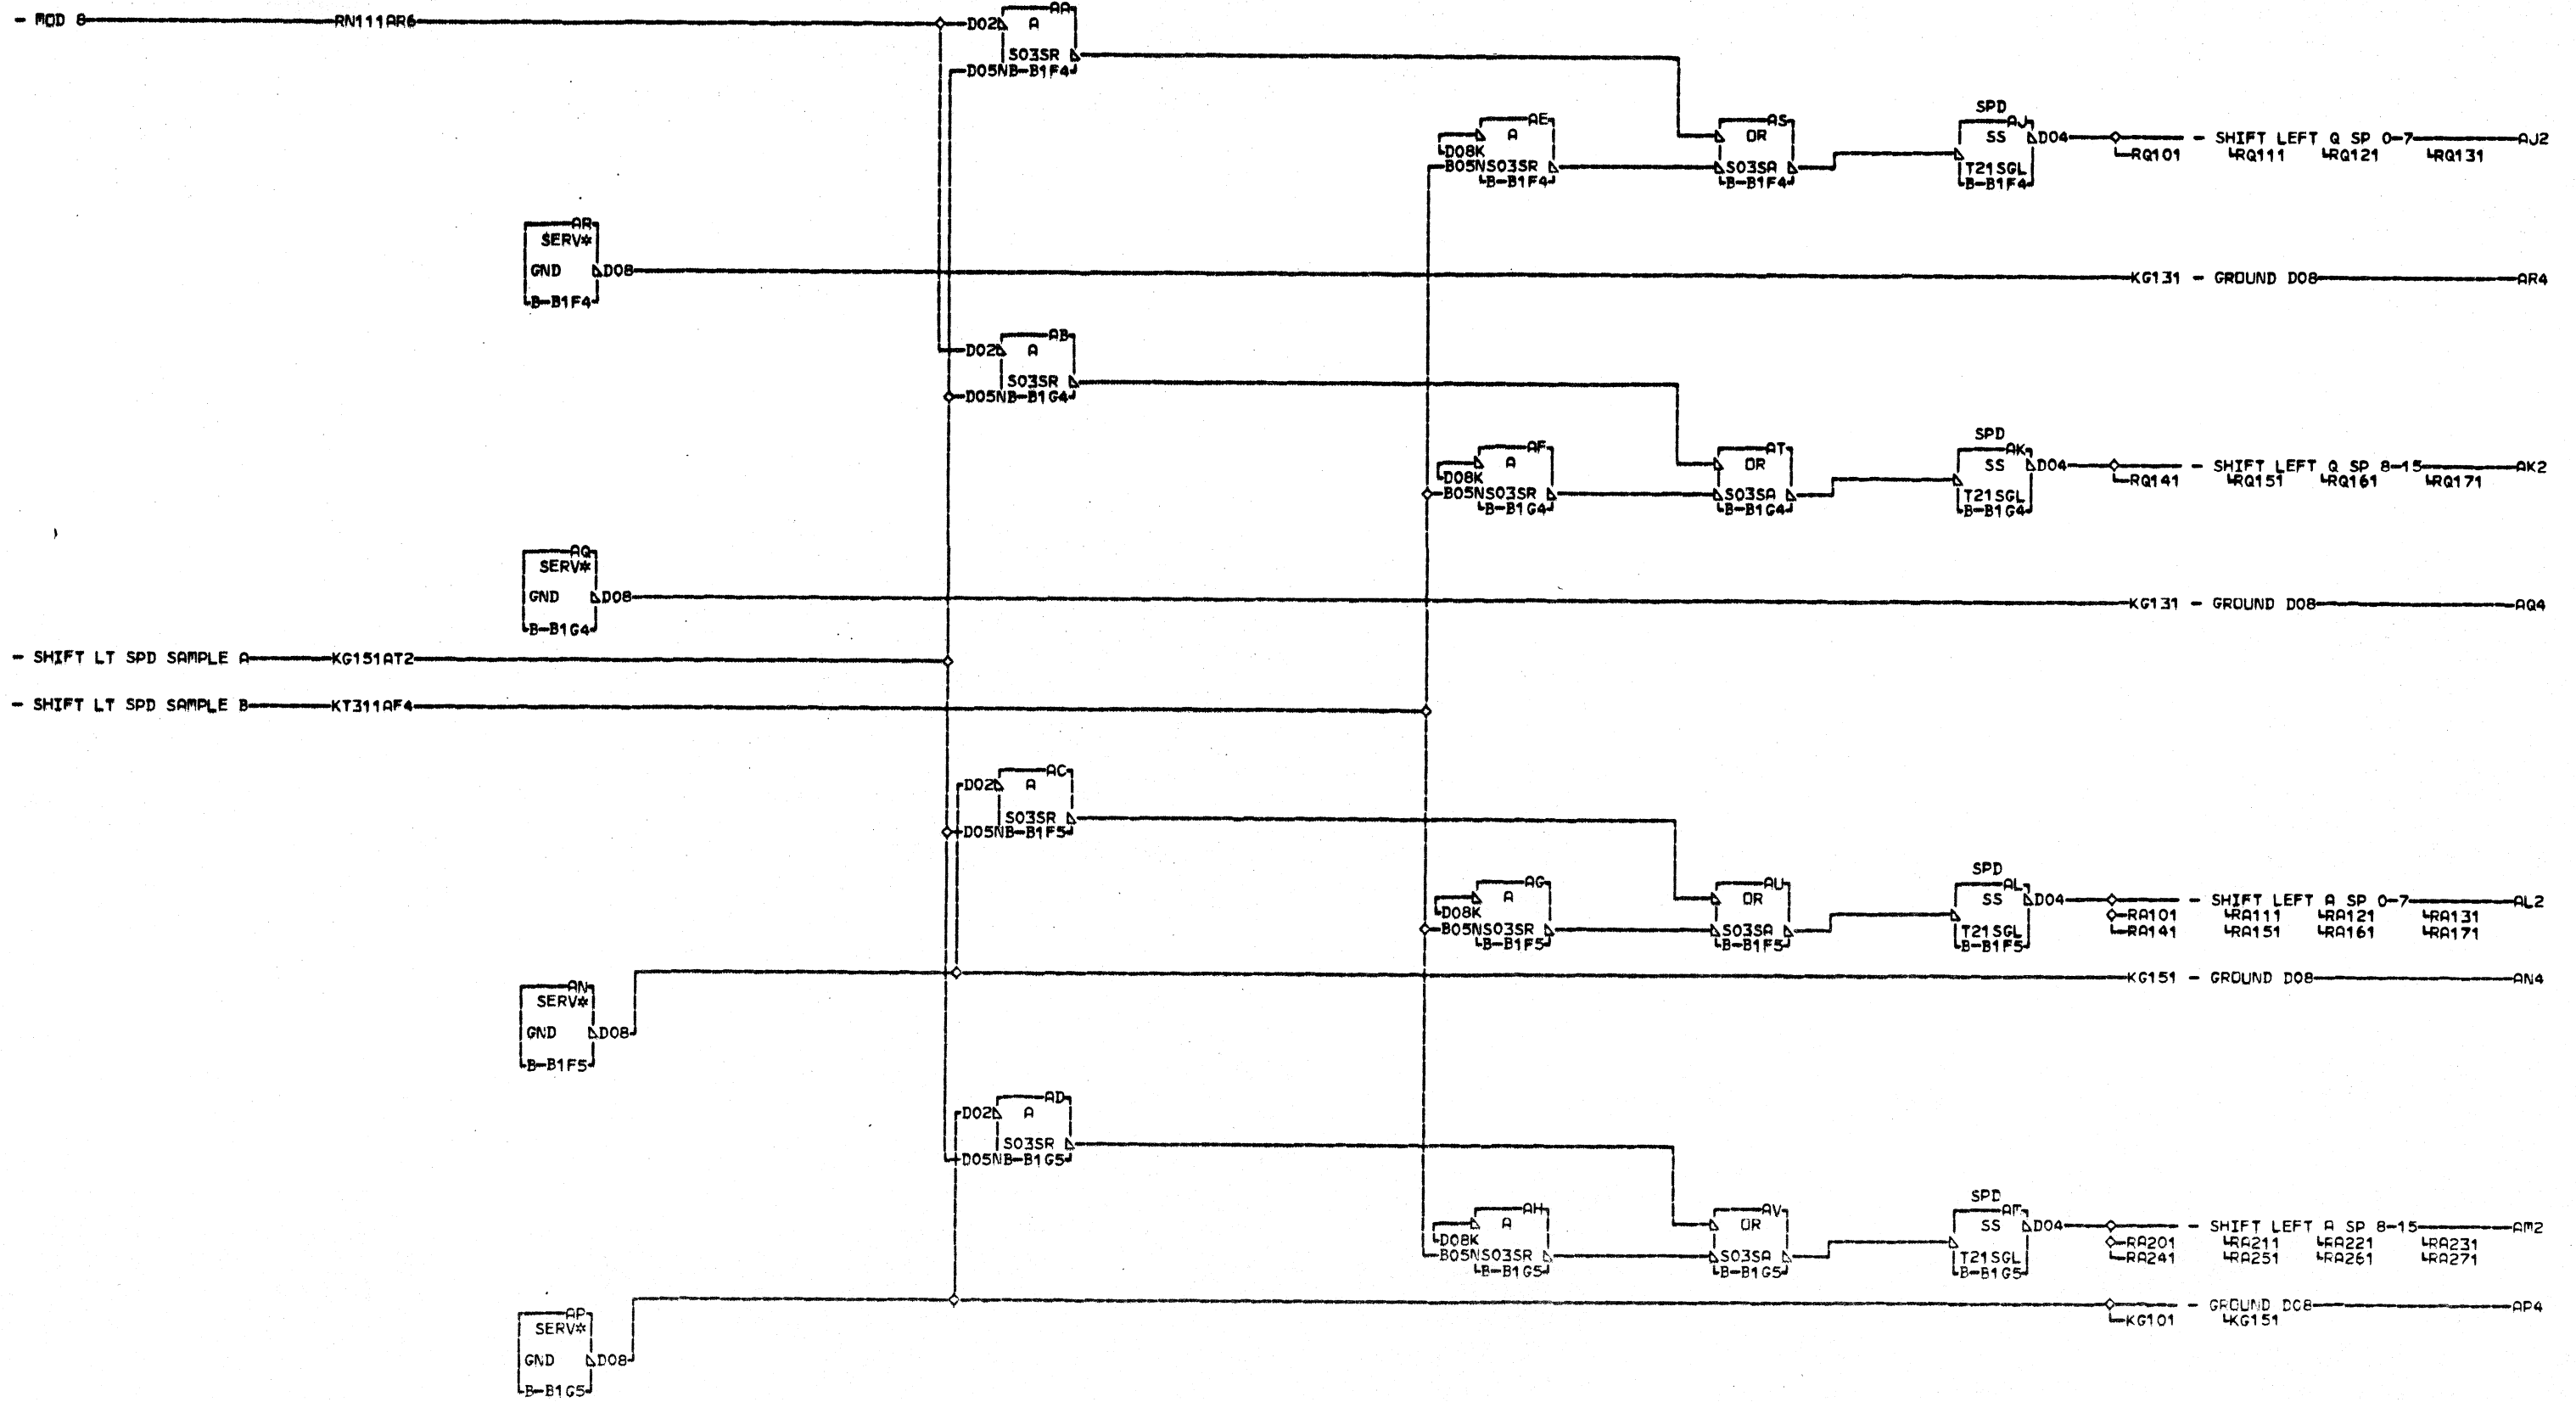 - MOD 8 RN111AR6 D02 A AA
S03SR
D05NB-B1F4
SPD
AE AS AJ
A OR SS D04 - SHIFT LEFT Q SP 0-7 AJ2
D08K RQ101 RQ111 RQ121 RQ131
B05NS03SR S03SA T21SGL
B-B1F4 B-B1F4 B-B1F4
AR
SERV*
GND D08 KG131 - GROUND D08 AR4
B-B1F4
AB
D02 A
S03SR
D05NB-B1G4
SPD
AF AT AK
A OR SS D04 - SHIFT LEFT Q SP 8-15 AK2
D08K RQ141 RQ151 RQ161 RQ171
B05NS03SR S03SA T21SGL
B-B1G4 B-B1G4 B-B1G4
AQ
SERV*
GND D08 KG131 - GROUND D08 AQ4
B-B1G4
- SHIFT LT SPD SAMPLE A KG151AT2
- SHIFT LT SPD SAMPLE B KT311AF4
AC
D02 A
S03SR
D05NB-B1F5
SPD
AG AU AL
A OR SS D04 - SHIFT LEFT A SP 0-7 AL2
D08K RA101 RA111 RA121 RA131
B05NS03SR S03SA T21SGL RA141 RA151 RA161 RA171
B-B1F5 B-B1F5 B-B1F5
KG151 - GROUND D08 AN4
AN
SERV*
GND D08
B-B1F5
AD
D02 A
S03SR
D05NB-B1G5
SPD
AH AV AM
A OR SS D04 - SHIFT LEFT A SP 8-15 AM2
D08K RA201 RA211 RA221 RA231
B05NS03SR S03SA T21SGL RA241 RA251 RA261 RA271
B-B1G5 B-B1G5 B-B1G5
- GROUND D08 AP4
AP KG101 KG151
SERV*
GND D08
B-B1G5